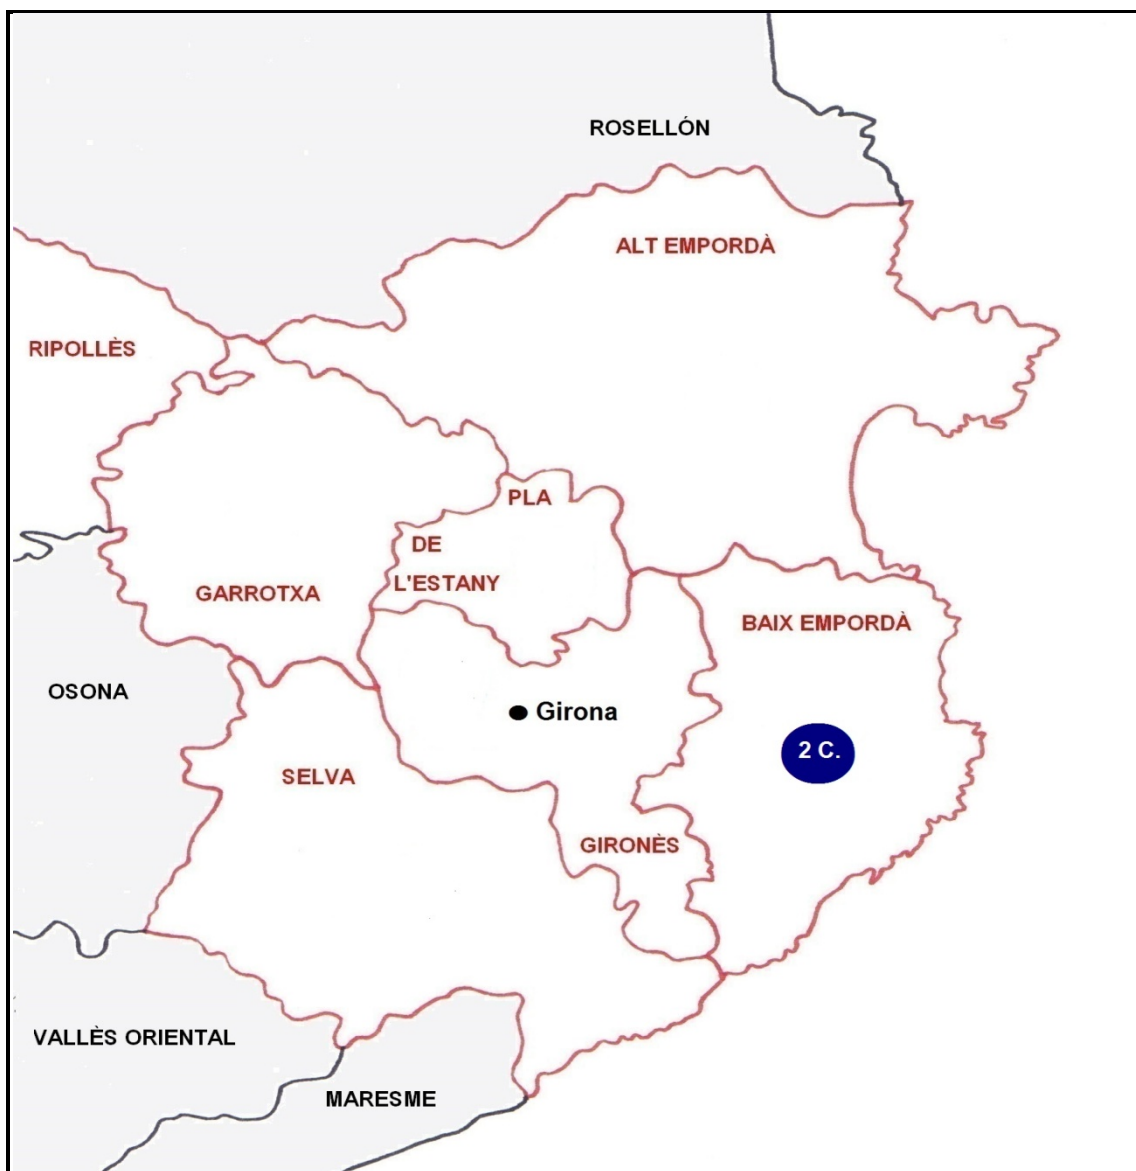 ROSELLÓN
ALT EMPORDÀ
RIPOLLÈS
PLA
DE
L'ESTANY
GARROTXA
BAIX EMPORDÀ
OSONA
Girona
2 C.
SELVA
GIRONÈS
VALLÈS ORIENTAL
MARESME